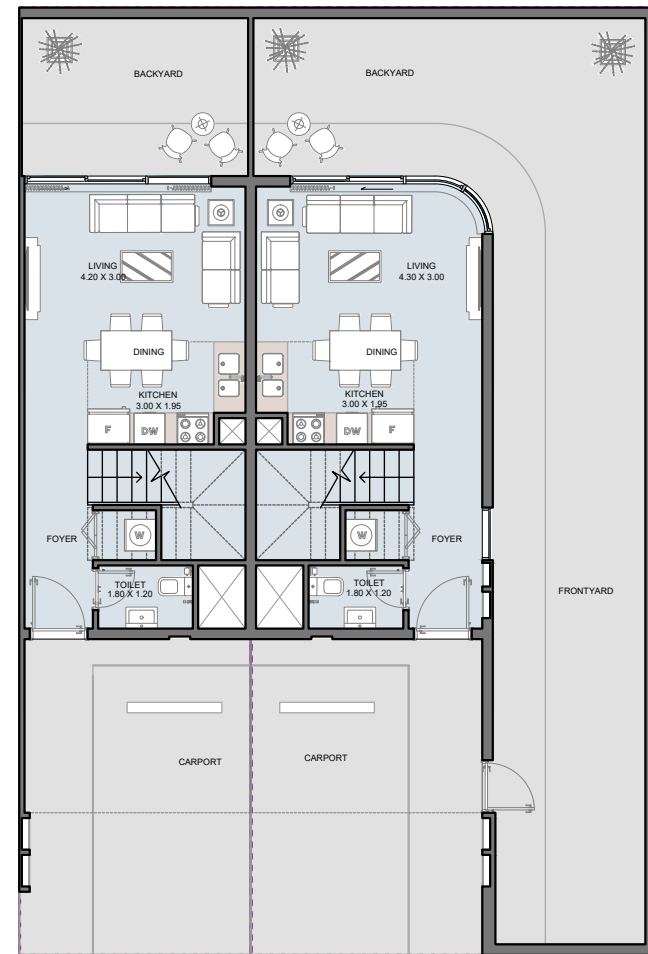 BACKYARD
BACKYARD
LIVING
4.20 X 3.00
LIVING
4.30 X 3.00
DINING
DINING
KITCHEN
3.00 X 1.95
KITCHEN
3.00 X 1.95
F
DW
DW
F
W
W
FOYER
FOYER
TOILET
1.80 X 1.20
TOILET
1.80 X 1.20
FRONTYARD
CARPORT
CARPORT